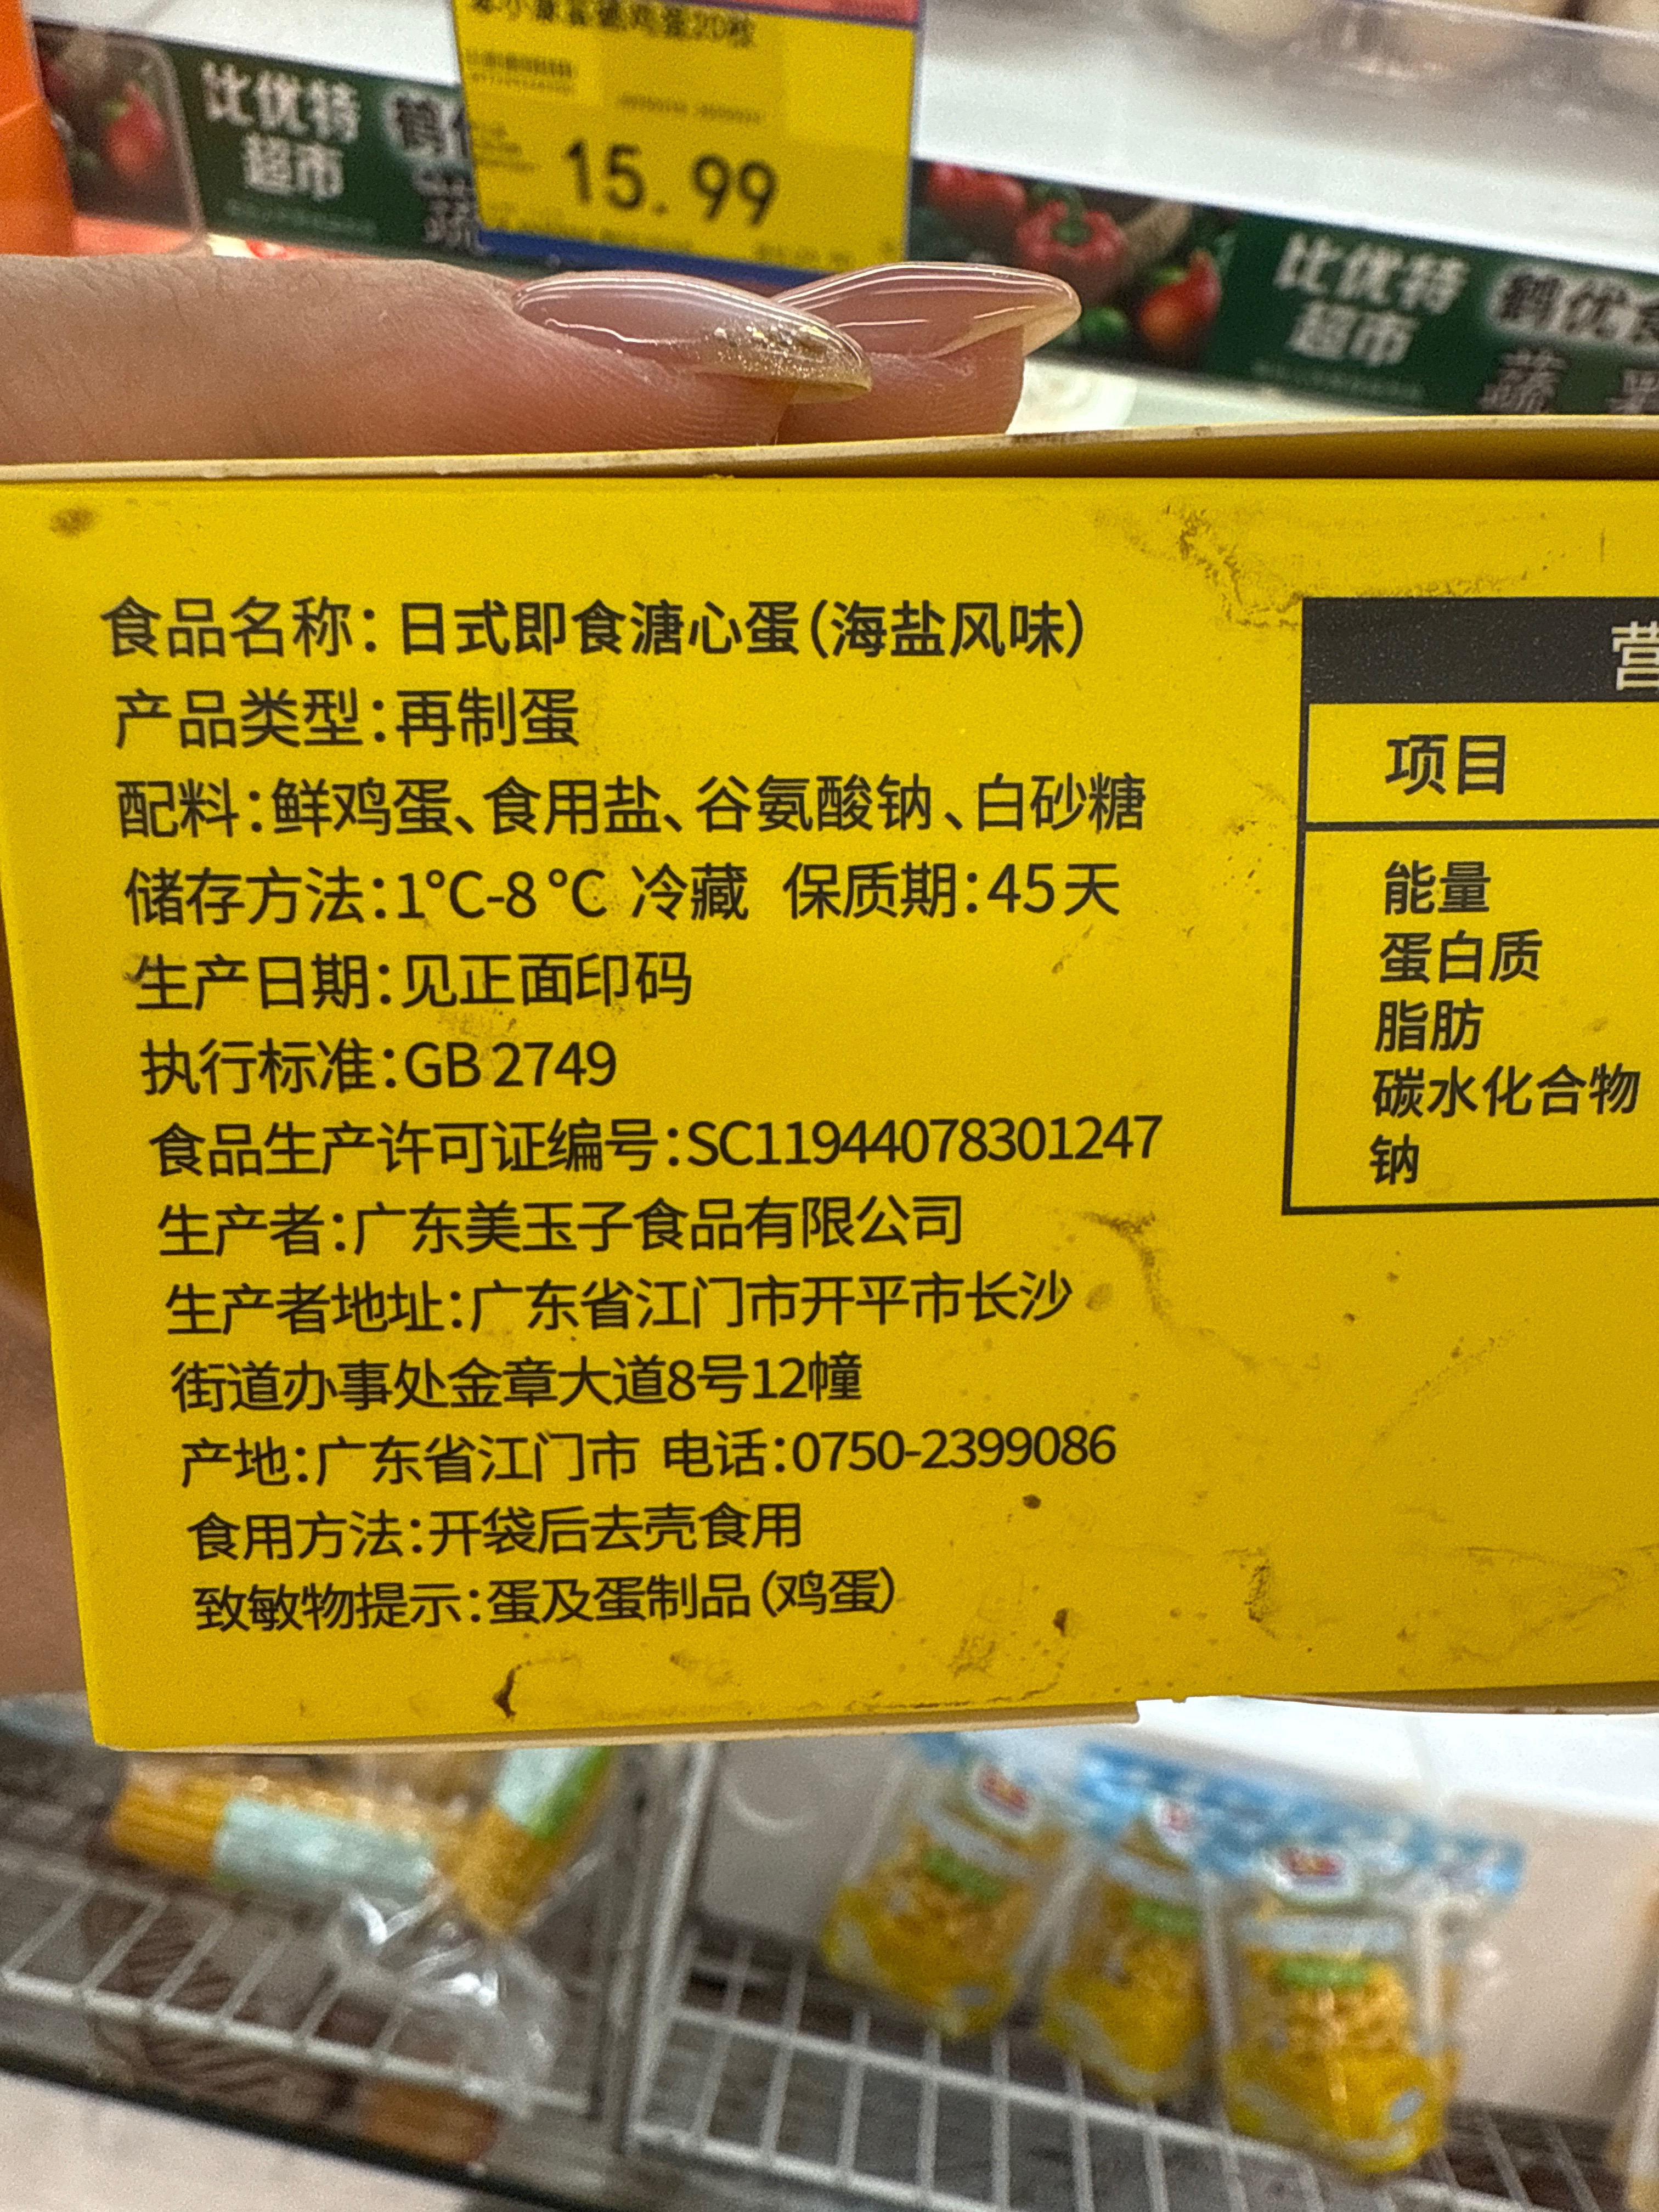 15.99
比优特
超市
比优特
超市
鹤优
蔬
食品名称：日式即食溏心蛋(海盐风味)
产品类型：再制蛋
配料：鲜鸡蛋、食用盐、谷氨酸钠、白砂糖
储存方法：1℃-8℃ 冷藏 保质期：45天
生产日期：见正面印码
执行标准：GB 2749
食品生产许可证编号：SC11944078301247
生产者：广东美玉子食品有限公司
生产者地址：广东省江门市开平市长沙
街道办事处金章大道8号12幢
产地：广东省江门市 电话：0750-2399086
食用方法：开袋后去壳食用
致敏物提示：蛋及蛋制品(鸡蛋)
营
项目
能量
蛋白质
脂肪
碳水化合物
钠